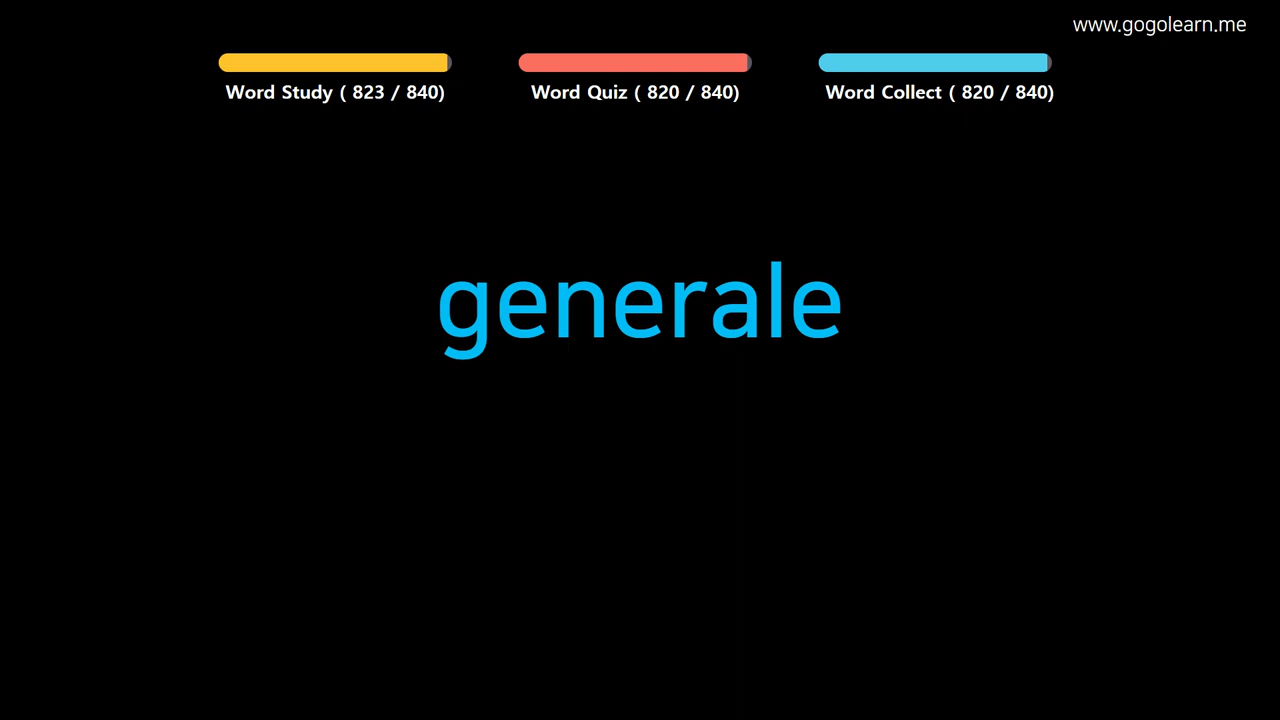 www.gogolearn.me
Word Study ( 823 / 840)
Word Quiz ( 820 / 840)
Word Collect ( 820 / 840)
generale